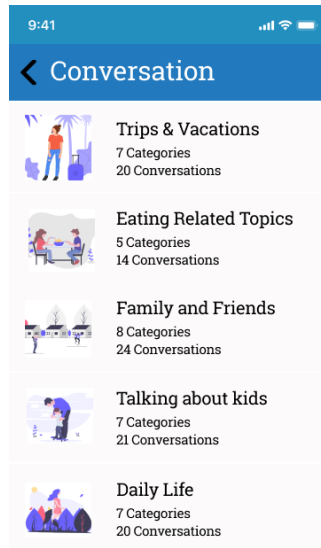 9:41
Conversation
Trips & Vacations
7 Categories
20 Conversations
Eating Related Topics
5 Categories
14 Conversations
Family and Friends
8 Categories
24 Conversations
Talking about kids
7 Categories
21 Conversations
Daily Life
7 Categories
20 Conversations